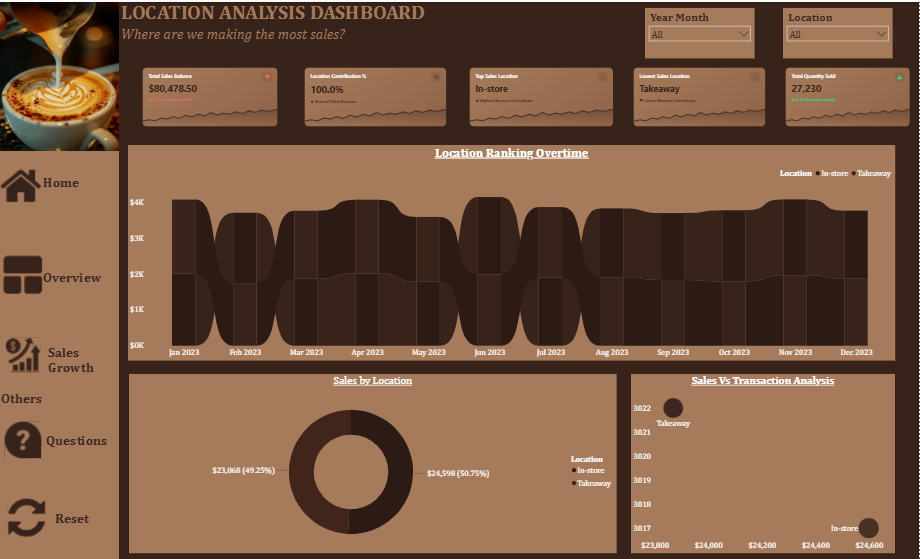 LOCATION ANALYSIS DASHBOARD
Where are we making the most sales?
Year Month
All
Location
All
Total Sales Balance
$80,478.50
Location Contribution %
100.0%
Share of Total Revenue
Top Sales Location
In-store
Highest Revenue Contributor
Lowest Sales Location
Takeaway
Lowest Revenue Contributor
Total Quantity Sold
27,230
Home
Overview
Sales
Growth
Others
Questions
Reset
Location Ranking Overtime
Location In-store Takeaway
$4K
$3K
$2K
$1K
$0K
Jan 2023 Feb 2023 Mar 2023 Apr 2023 May 2023 Jun 2023 Jul 2023 Aug 2023 Sep 2023 Oct 2023 Nov 2023 Dec 2023
Sales by Location
$23,868 (49.25%)
$24,598 (50.75%)
Location
In-store
Takeaway
Sales Vs Transaction Analysis
3022
Takeaway
3021
3020
3019
3018
3017
In-store
$23,800 $24,000 $24,200 $24,400 $24,600